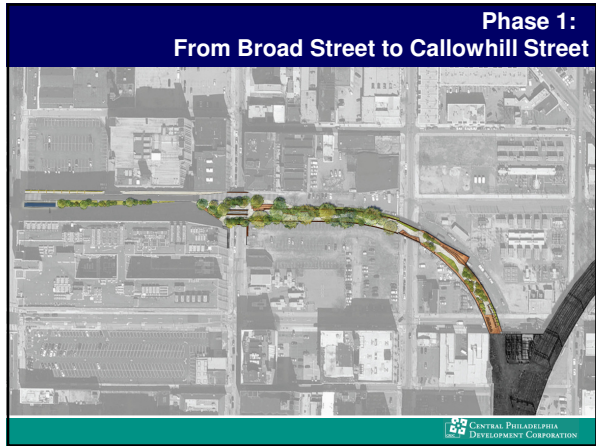 Phase 1:
From Broad Street to Callowhill Street
CENTRAL PHILADELPHIA
DEVELOPMENT CORPORATION